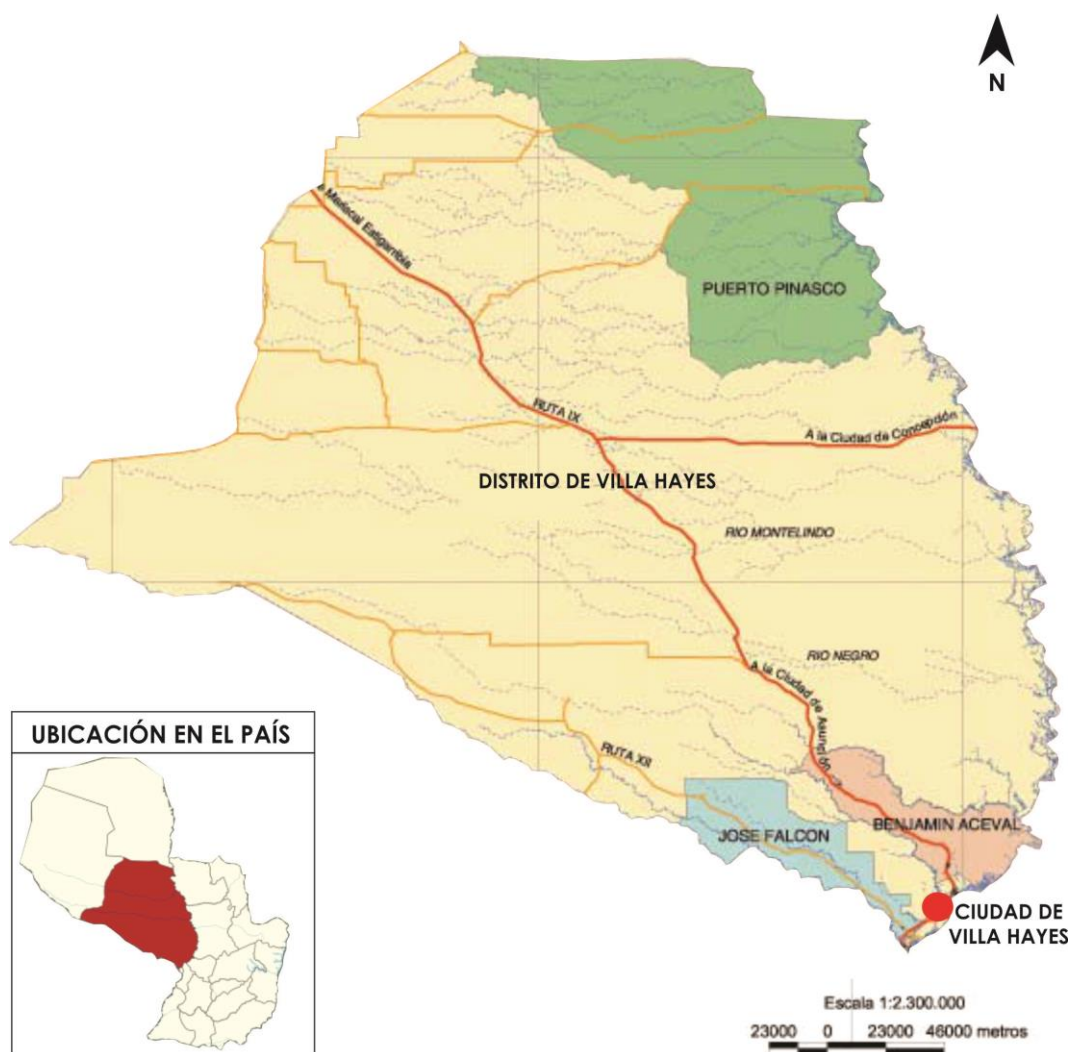 N
A Mariscal Estigarribia
PUERTO PINASCO
RUTA IX
A la Ciudad de Concepción
DISTRITO DE VILLA HAYES
RIO MONTELINDO
RIO NEGRO
A la Ciudad de Asunción
RUTA XII
BENJAMIN ACEVAL
JOSE FALCON
CIUDAD DE
VILLA HAYES
UBICACIÓN EN EL PAÍS
Escala 1:2.300.000
23000 0 23000 46000 metros